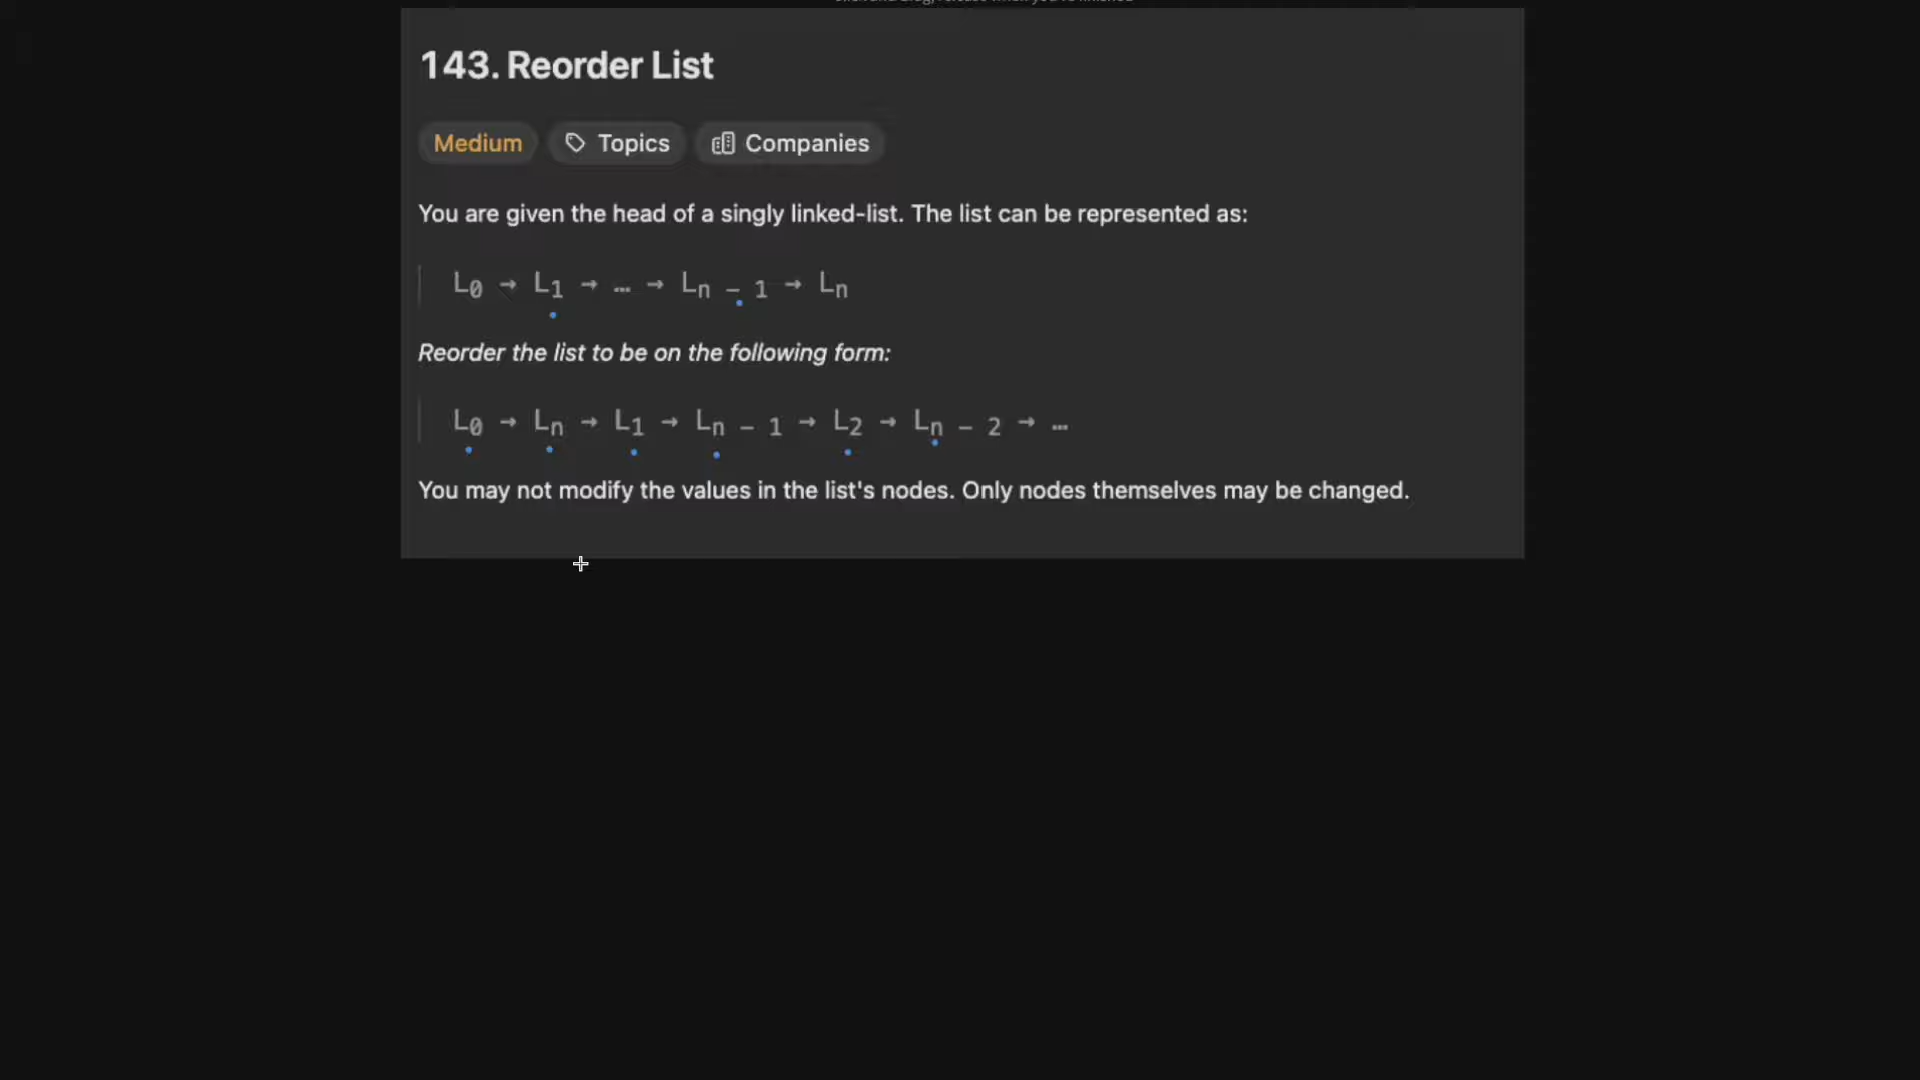 143. Reorder List
Medium Topics Companies
You are given the head of a singly linked-list. The list can be represented as:
L0 → L1 → … → Ln - 1 → Ln
Reorder the list to be on the following form:
L0 → Ln → L1 → Ln - 1 → L2 → Ln - 2 → …
You may not modify the values in the list's nodes. Only nodes themselves may be changed.